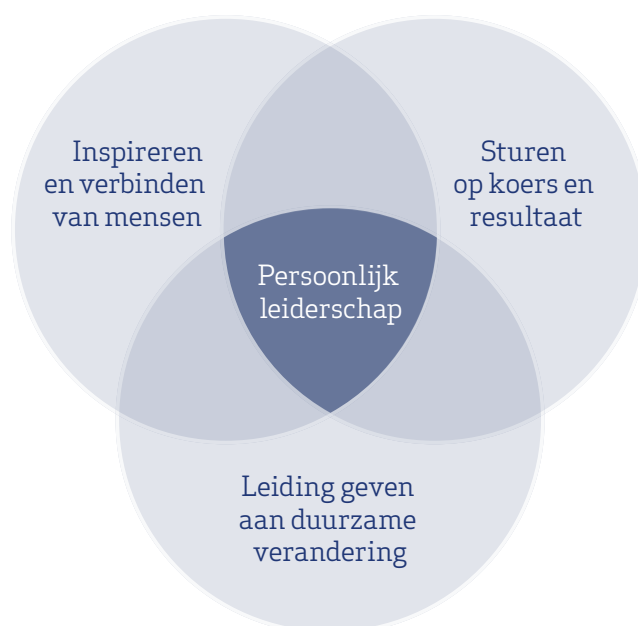 Inspireren
en verbinden
van mensen
Sturen
op koers en
resultaat
Persoonlijk
leiderschap
Leiding geven
aan duurzame
verandering